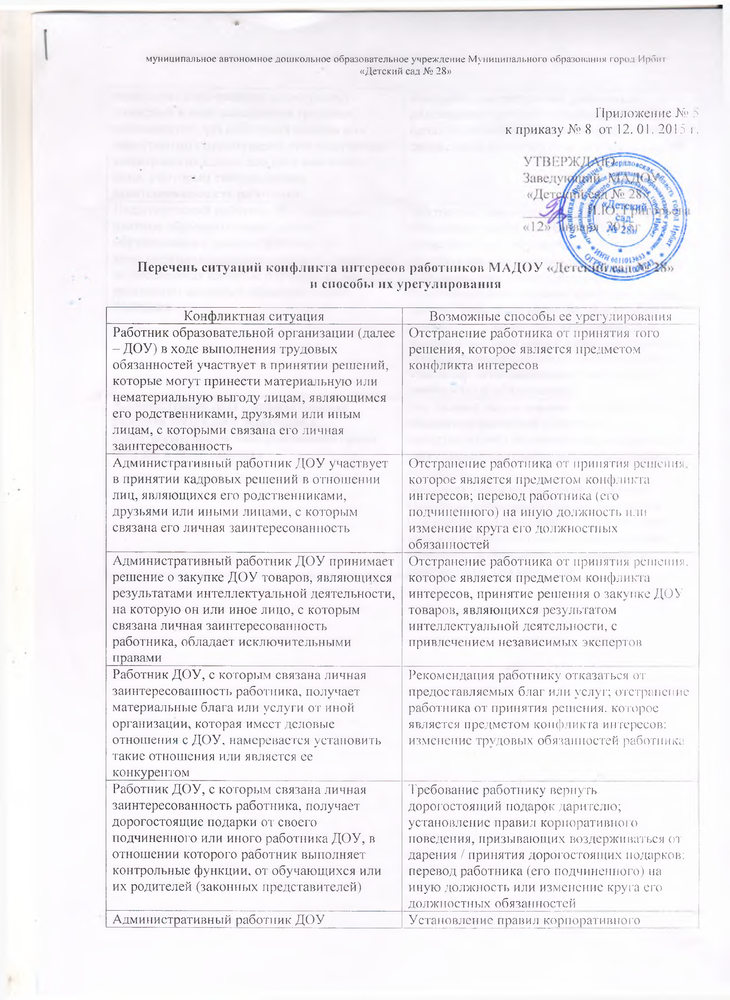 муниципальное автономное дошкольное образовательное учреждение Муниципального образования город Ирбит
«Детский сад № 28»
Приложение № 5
к приказу № 8 от 12. 01. 2015 г.
УТВЕРЖДАЮ
Заведующий МАДОУ
«Детский сад № 28»
Григорьева
«12» января 2015г
«Детский
сад
№ 28»
ИНН 6611013653
Перечень ситуаций конфликта интересов работников МАДОУ «Детский сад № 28»
и способы их урегулирования
Конфликтная ситуация
Возможные способы ее урегулирования
Работник образовательной организации (далее
– ДОУ) в ходе выполнения трудовых
обязанностей участвует в принятии решений,
которые могут принести материальную или
нематериальную выгоду лицам, являющимся
его родственниками, друзьями или иным
лицам, с которыми связана его личная
заинтересованность
Отстранение работника от принятия того
решения, которое является предметом
конфликта интересов
Административный работник ДОУ участвует
в принятии кадровых решений в отношении
лиц, являющихся его родственниками,
друзьями или иными лицами, с которым
связана его личная заинтересованность
Отстранение работника от принятия решения,
которое является предметом конфликта
интересов; перевод работника (его
подчиненного) на иную должность или
изменение круга его должностных
обязанностей
Административный работник ДОУ принимает
решение о закупке ДОУ товаров, являющихся
результатами интеллектуальной деятельности,
на которую он или иное лицо, с которым
связана личная заинтересованность
работника, обладает исключительными
правами
Отстранение работника от принятия решения,
которое является предметом конфликта
интересов, принятие решения о закупке ДОУ
товаров, являющихся результатом
интеллектуальной деятельности, с
привлечением независимых экспертов
Работник ДОУ, с которым связана личная
заинтересованность работника, получает
материальные блага или услуги от иной
организации, которая имеет деловые
отношения с ДОУ, намеревается установить
такие отношения или является ее
конкурентом
Рекомендация работнику отказаться от
предоставляемых благ или услуг; отстранение
работника от принятия решения. которое
является предметом конфликта интересов:
изменение трудовых обязанностей работника
Работник ДОУ, с которым связана личная
заинтересованность работника, получает
дорогостоящие подарки от своего
подчиненного или иного работника ДОУ, в
отношении которого работник выполняет
контрольные функции, от обучающихся или
их родителей (законных представителей)
Требование работнику вернуть
дорогостоящий подарок дарителю;
установление правил корпоративного
поведения, призывающих воздерживаться от
дарения / принятия дорогостоящих подарков:
перевод работника (его подчиненного) на
иную должность или изменение круга его
должностных обязанностей
Административный работник ДОУ
Установление правил корпоративного